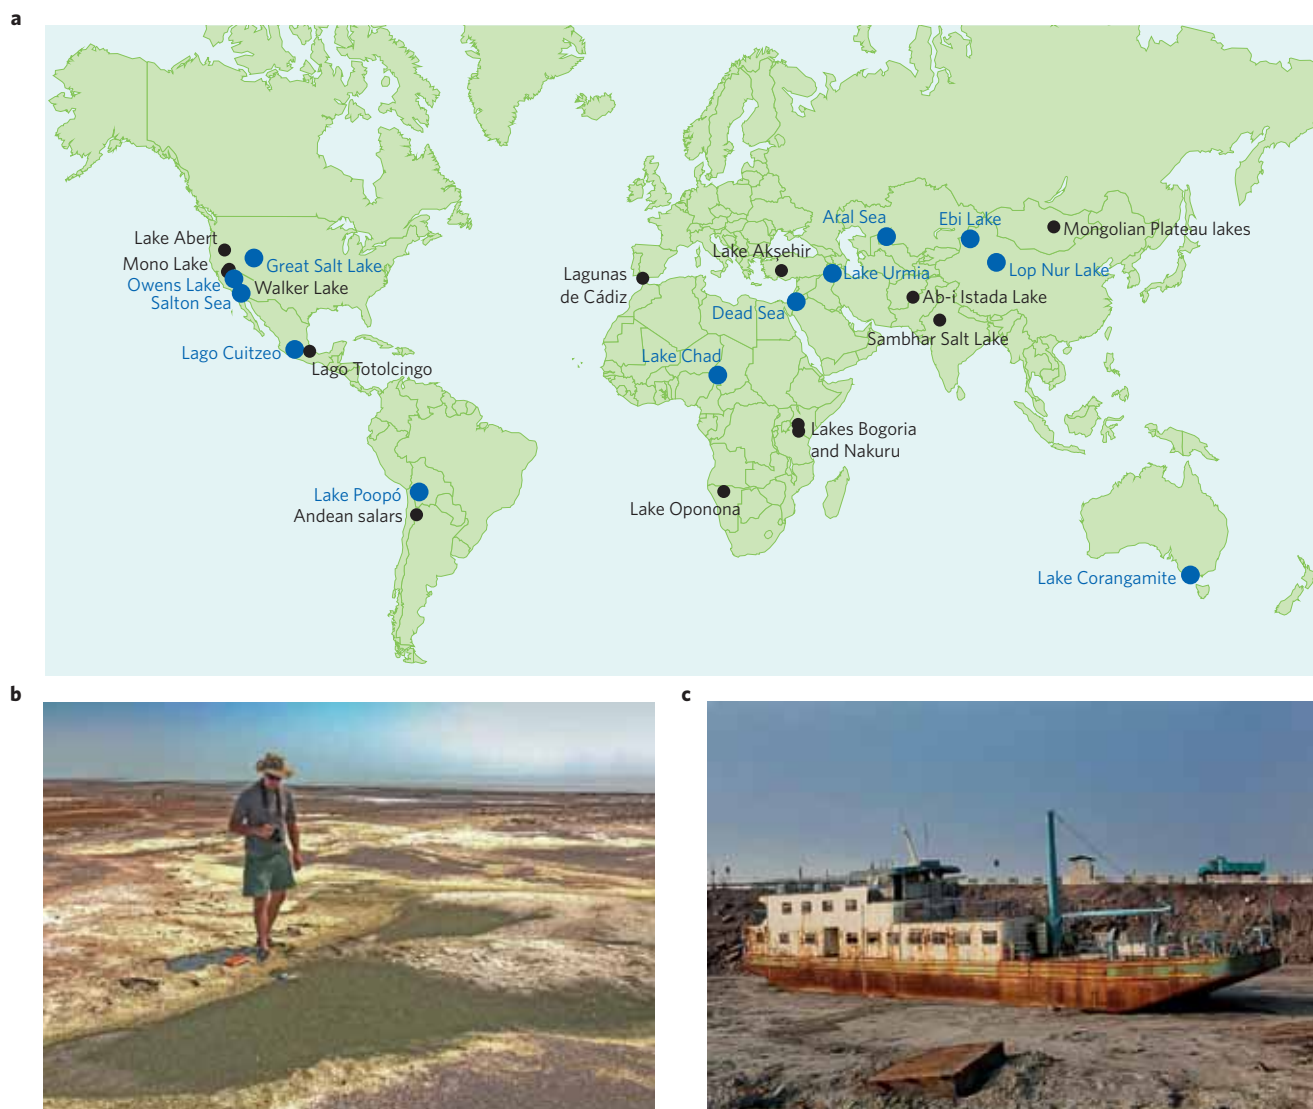 a
Lake Abert
Mono Lake
Owens Lake
Salton Sea
Great Salt Lake
Walker Lake
Lago Cuitzeo
Lago Totolcingo
Lake Poopó
Andean salars
Lagunas
de Cádiz
Lake Akşehir
Aral Sea
Ebi Lake
Mongolian Plateau lakes
Lake Urmia
Lop Nur Lake
Dead Sea
Ab-i Istada Lake
Sambhar Salt Lake
Lake Chad
Lakes Bogoria
and Nakuru
Lake Oponona
Lake Corangamite
b
c